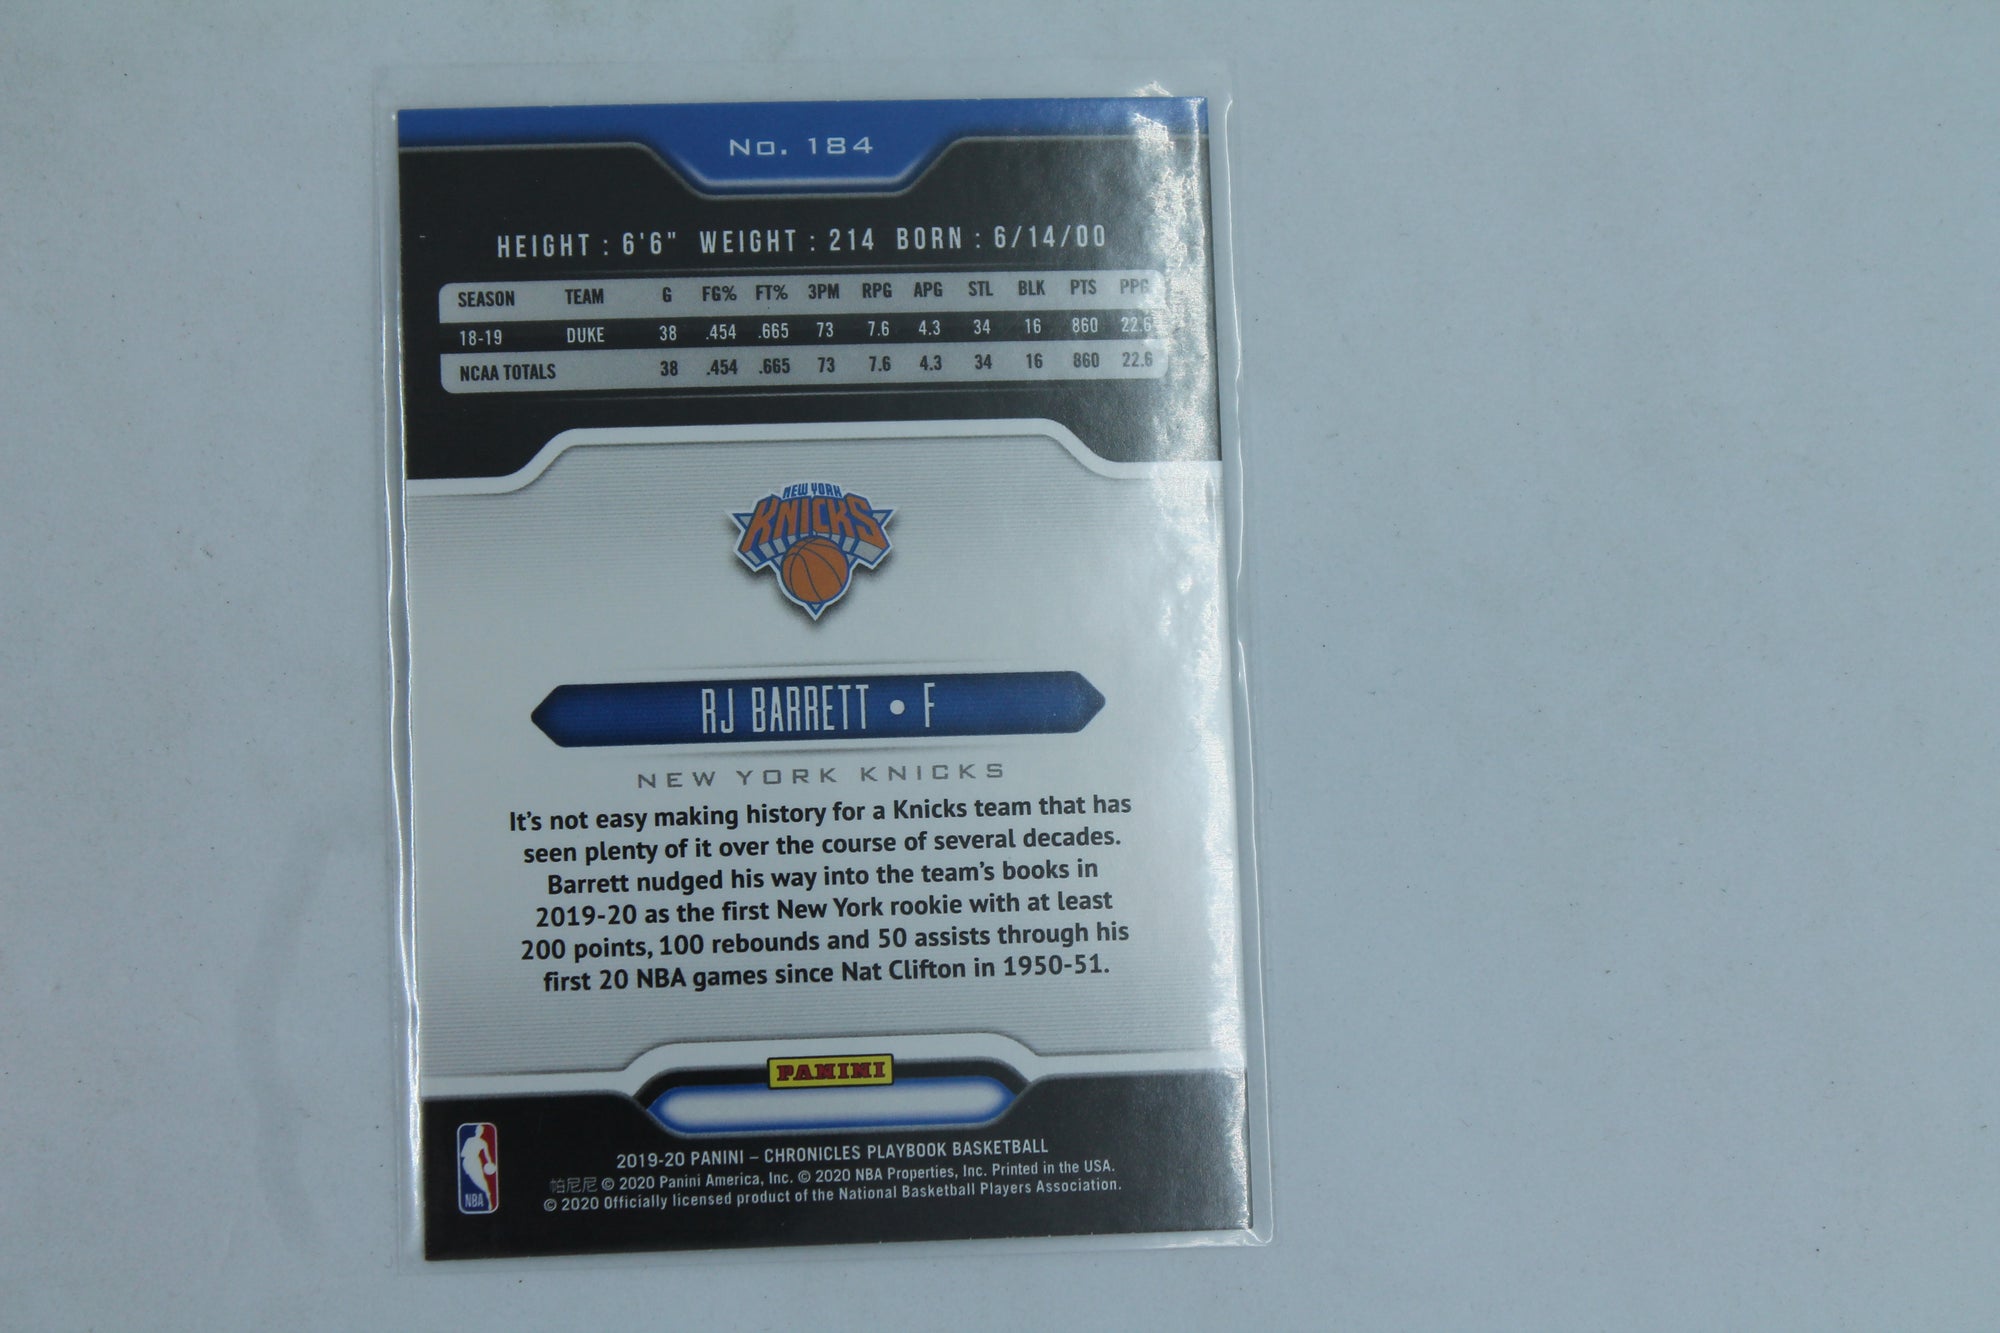 No. 184
HEIGHT : 6'6" WEIGHT : 214 BORN : 6/14/00
SEASON TEAM G FG% FT% 3PM RPG APG STL BLK PTS PPG
18-19 DUKE 38 .454 .665 73 7.6 4.3 34 16 860 22.6
NCAA TOTALS 38 .454 .665 73 7.6 4.3 34 16 860 22.6
NEW YORK
KNICKS
RJ BARRETT • F
NEW YORK KNICKS
It's not easy making history for a Knicks team that has
seen plenty of it over the course of several decades.
Barrett nudged his way into the team's books in
2019-20 as the first New York rookie with at least
200 points, 100 rebounds and 50 assists through his
first 20 NBA games since Nat Clifton in 1950-51.
PANINI
NBA
2019-20 PANINI – CHRONICLES PLAYBOOK BASKETBALL
帕尼尼 © 2020 Panini America, Inc. © 2020 NBA Properties, Inc. Printed in the USA.
© 2020 Officially licensed product of the National Basketball Players Association.